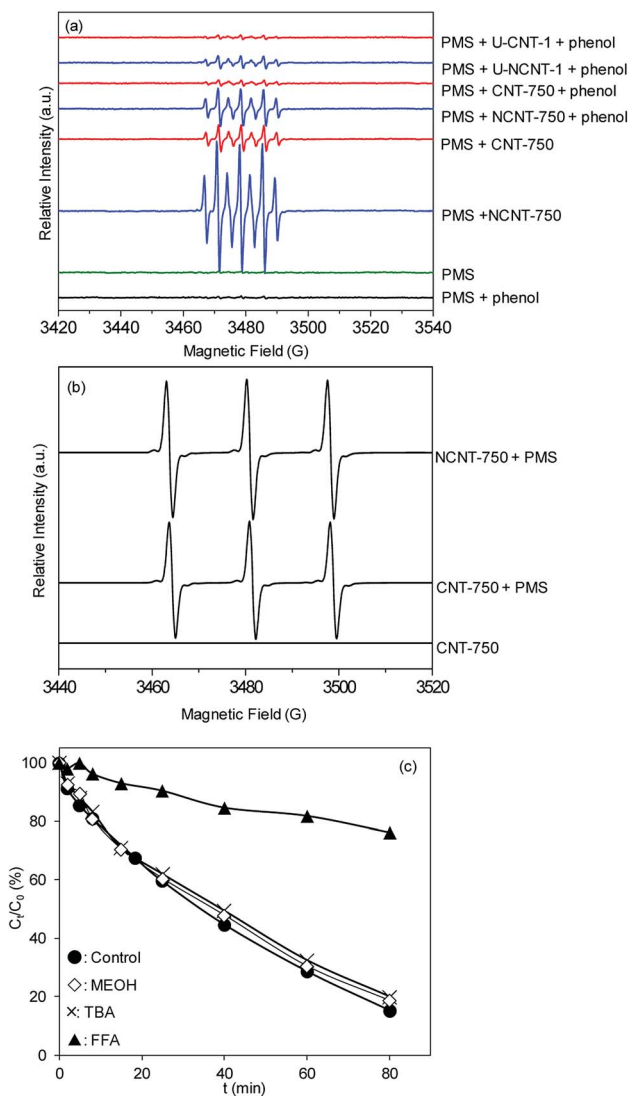 (a)
PMS + U-CNT-1 + phenol
PMS + U-NCNT-1 + phenol
PMS + CNT-750 + phenol
PMS + NCNT-750 + phenol
PMS + CNT-750
PMS +NCNT-750
PMS
PMS + phenol
Relative Intensity (a.u.)
3420 3440 3460 3480 3500 3520 3540
Magnetic Field (G)
(b)
NCNT-750 + PMS
CNT-750 + PMS
CNT-750
Relative Intensity (a.u.)
3440 3460 3480 3500 3520
Magnetic Field (G)
(c)
100
80
60
40
20
0
Cₜ/C₀ (%)
: Control
: MEOH
: TBA
: FFA
0 20 40 60 80
t (min)